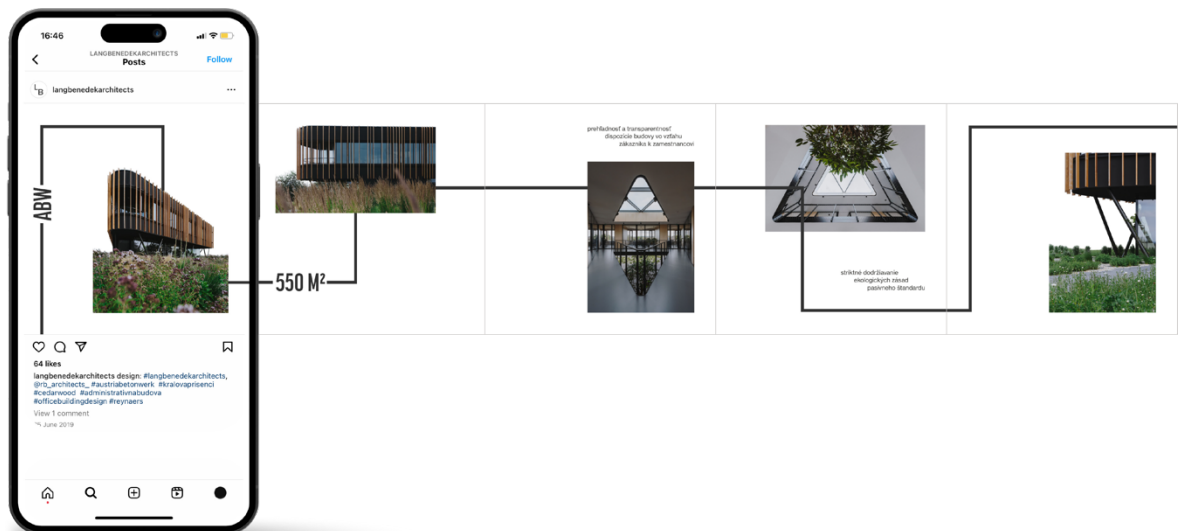 16:46
LANGBENEDEKARCHITECTS
Posts
Follow
LB
langbenedekarchitects
ABW
550 M²
prehľadnosť a transparentnosť
dispozície budovy vo vzťahu
zákazníka k zamestnancovi
striktné dodržiavanie
ekologických zásad
pasívneho štandardu
64 likes
langbenedekarchitects design: #langbenedekarchitects,
@rb_architects_ #austriabetonwerk #kralovaprisenci
#cedarwood #administrativnabudova
#officebuildingdesign #reynaers
View 1 comment
June 2019